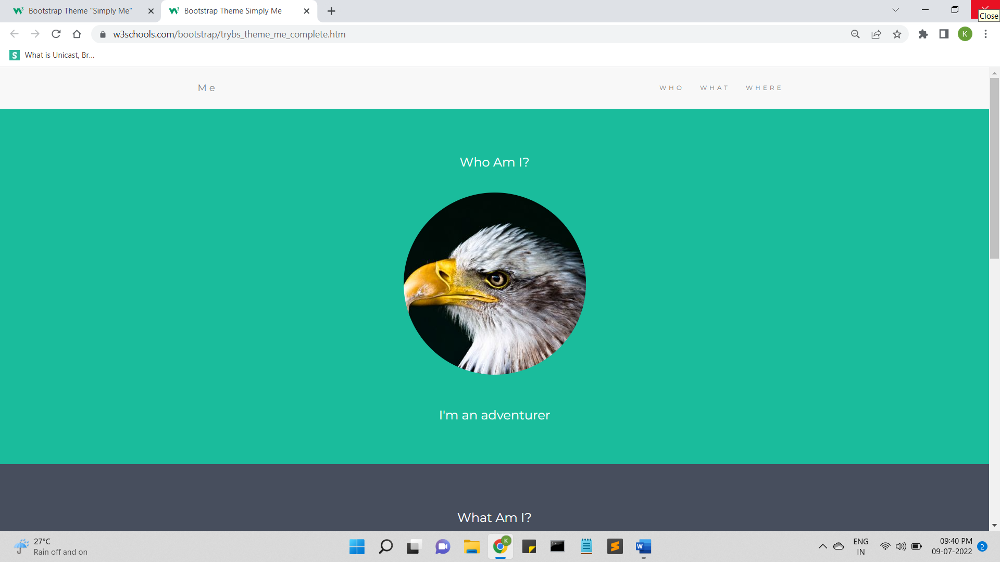 Bootstrap Theme "Simply Me"
Bootstrap Theme Simply Me
Close
w3schools.com/bootstrap/trybs_theme_me_complete.htm
K
S What is Unicast, Br...
Me
WHO WHAT WHERE
Who Am I?
I'm an adventurer
What Am I?
27°C
Rain off and on
K
W
ENG
IN
09:40 PM
09-07-2022
2